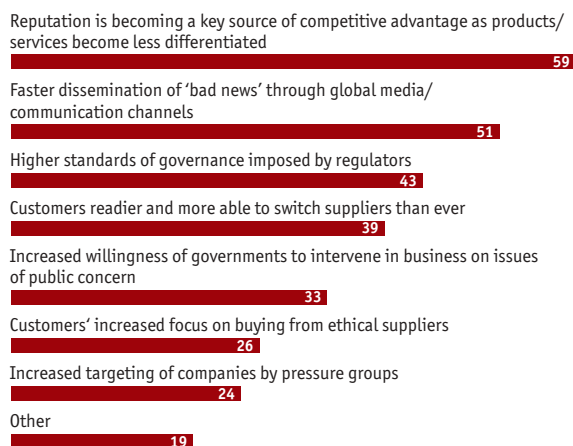 Reputation is becoming a key source of competitive advantage as products/
services become less differentiated
59
Faster dissemination of ‘bad news’ through global media/
communication channels
51
Higher standards of governance imposed by regulators
43
Customers readier and more able to switch suppliers than ever
39
Increased willingness of governments to intervene in business on issues
of public concern
33
Customers‘ increased focus on buying from ethical suppliers
26
Increased targeting of companies by pressure groups
24
Other
19